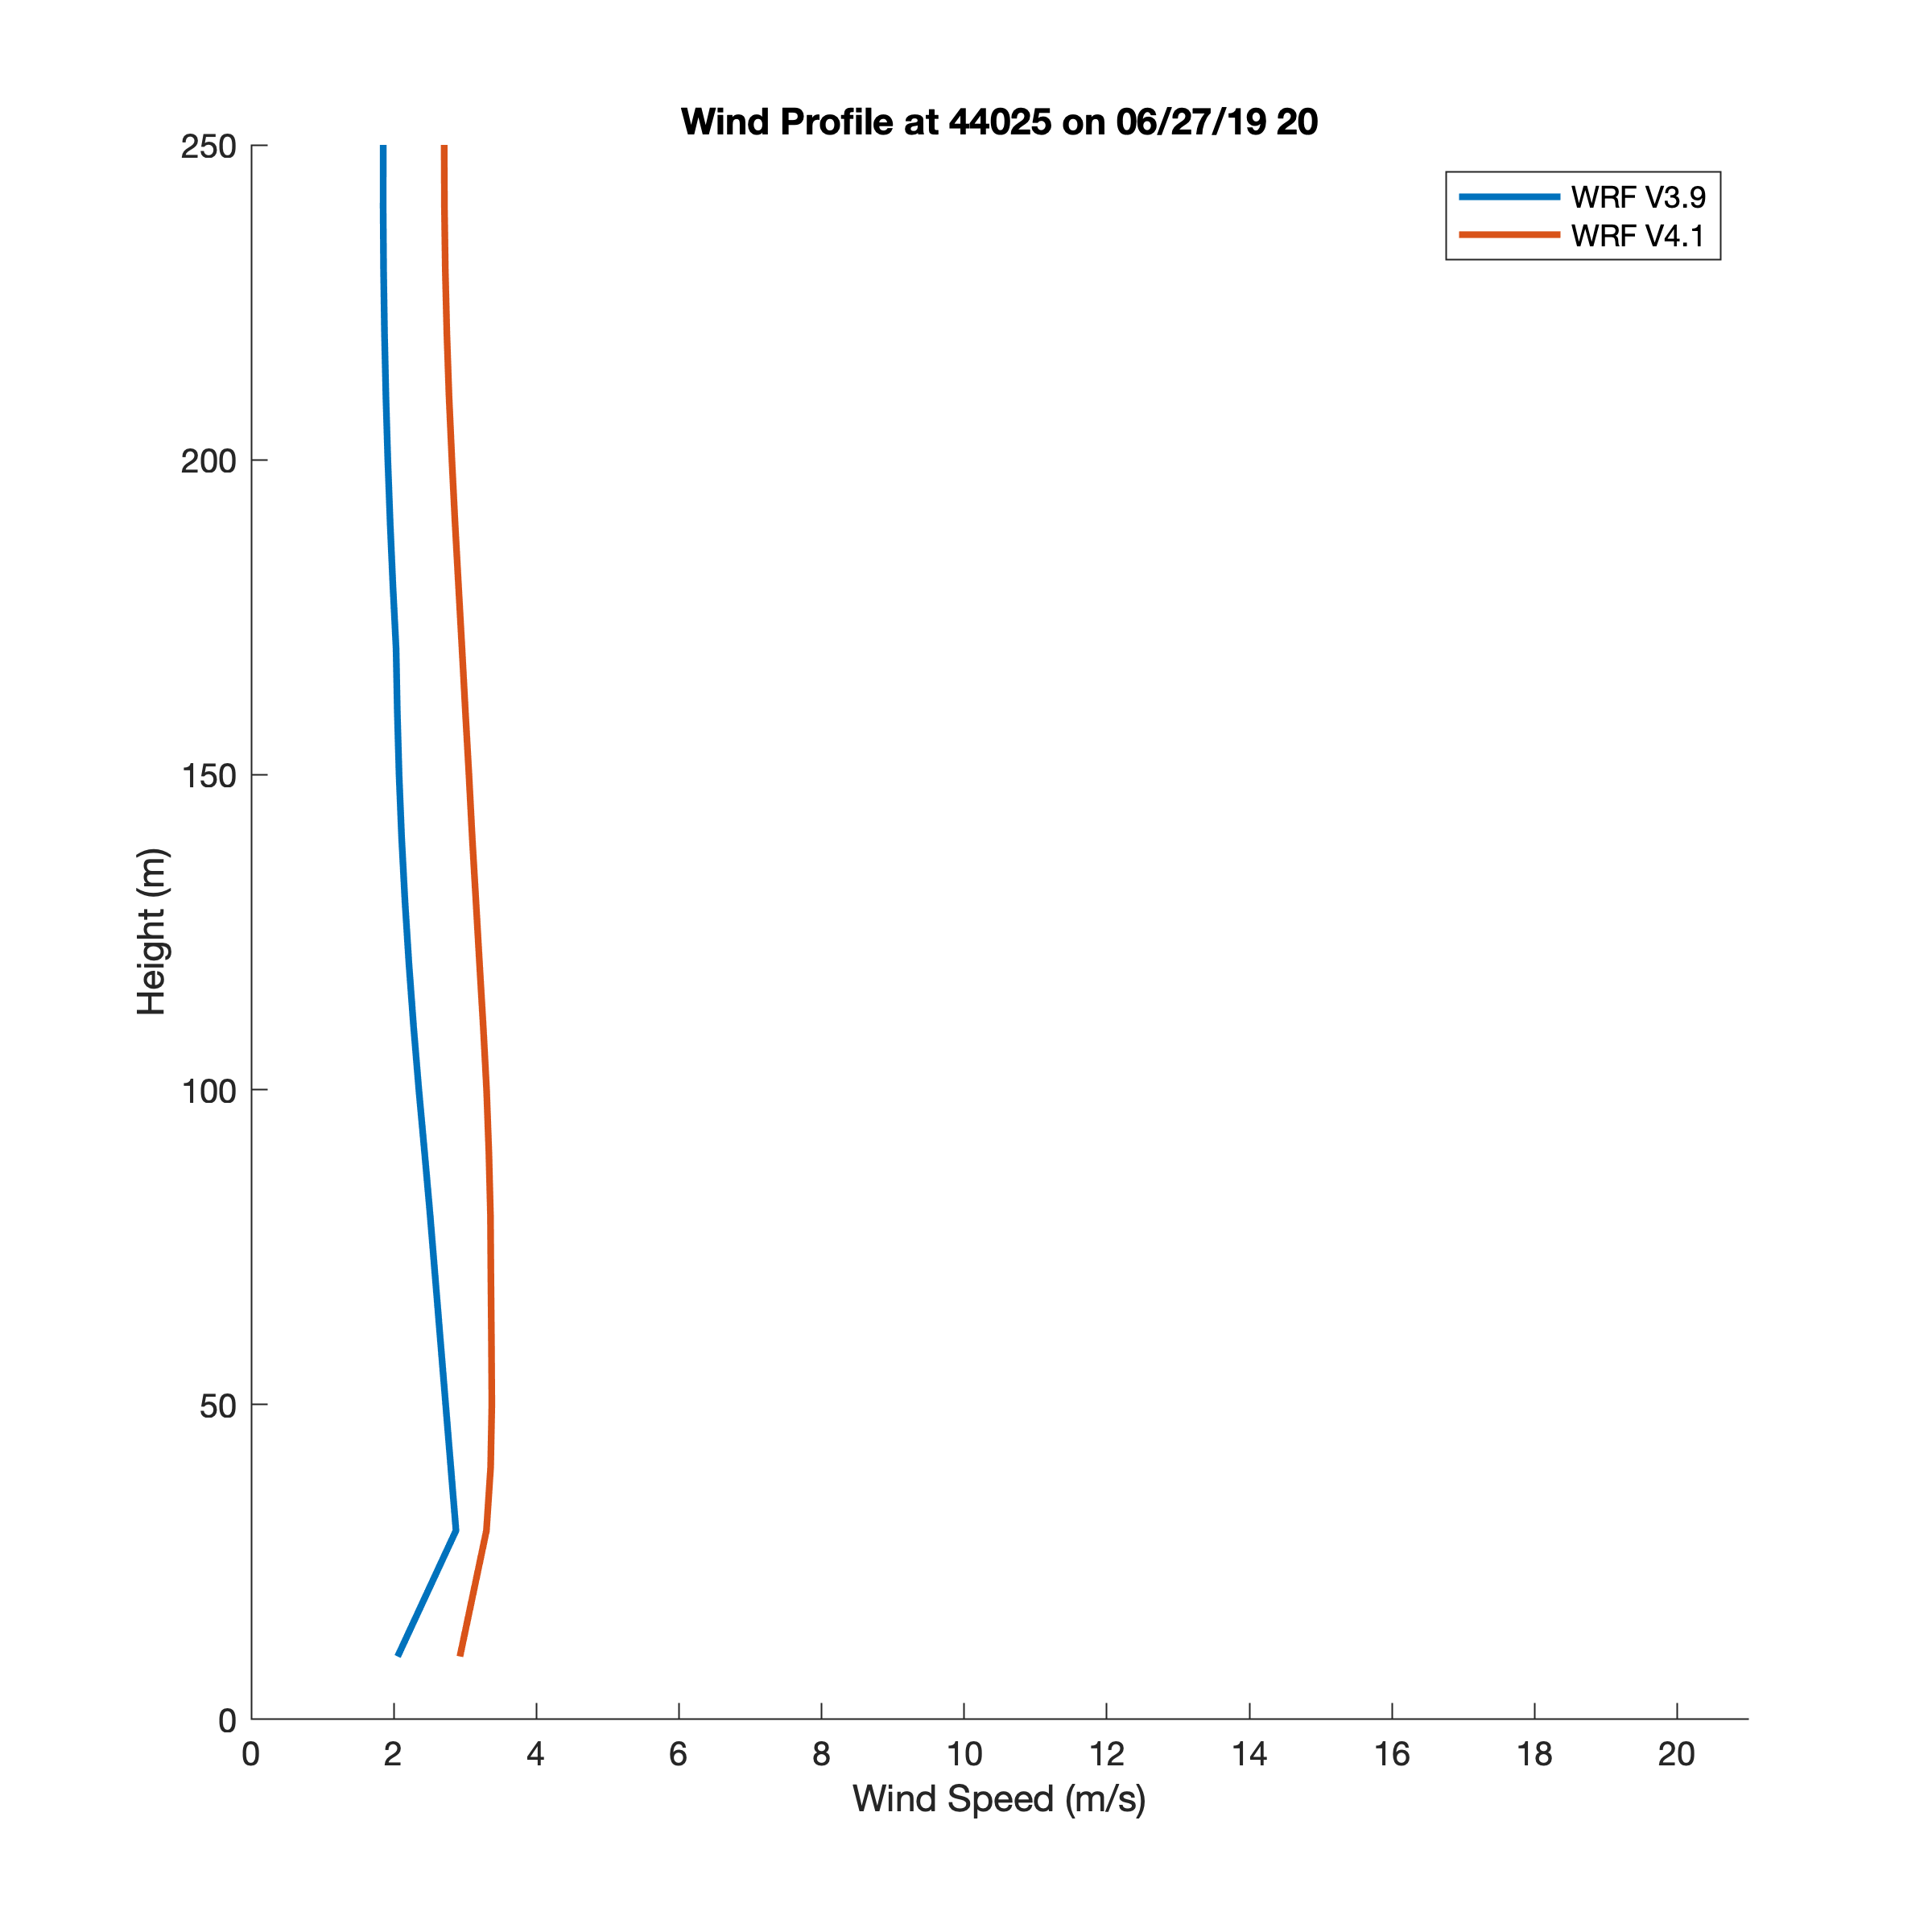 Wind Profile at 44025 on 06/27/19 20
WRF V3.9
WRF V4.1
250
200
150
100
50
0
Height (m)
0 2 4 6 8 10 12 14 16 18 20
Wind Speed (m/s)